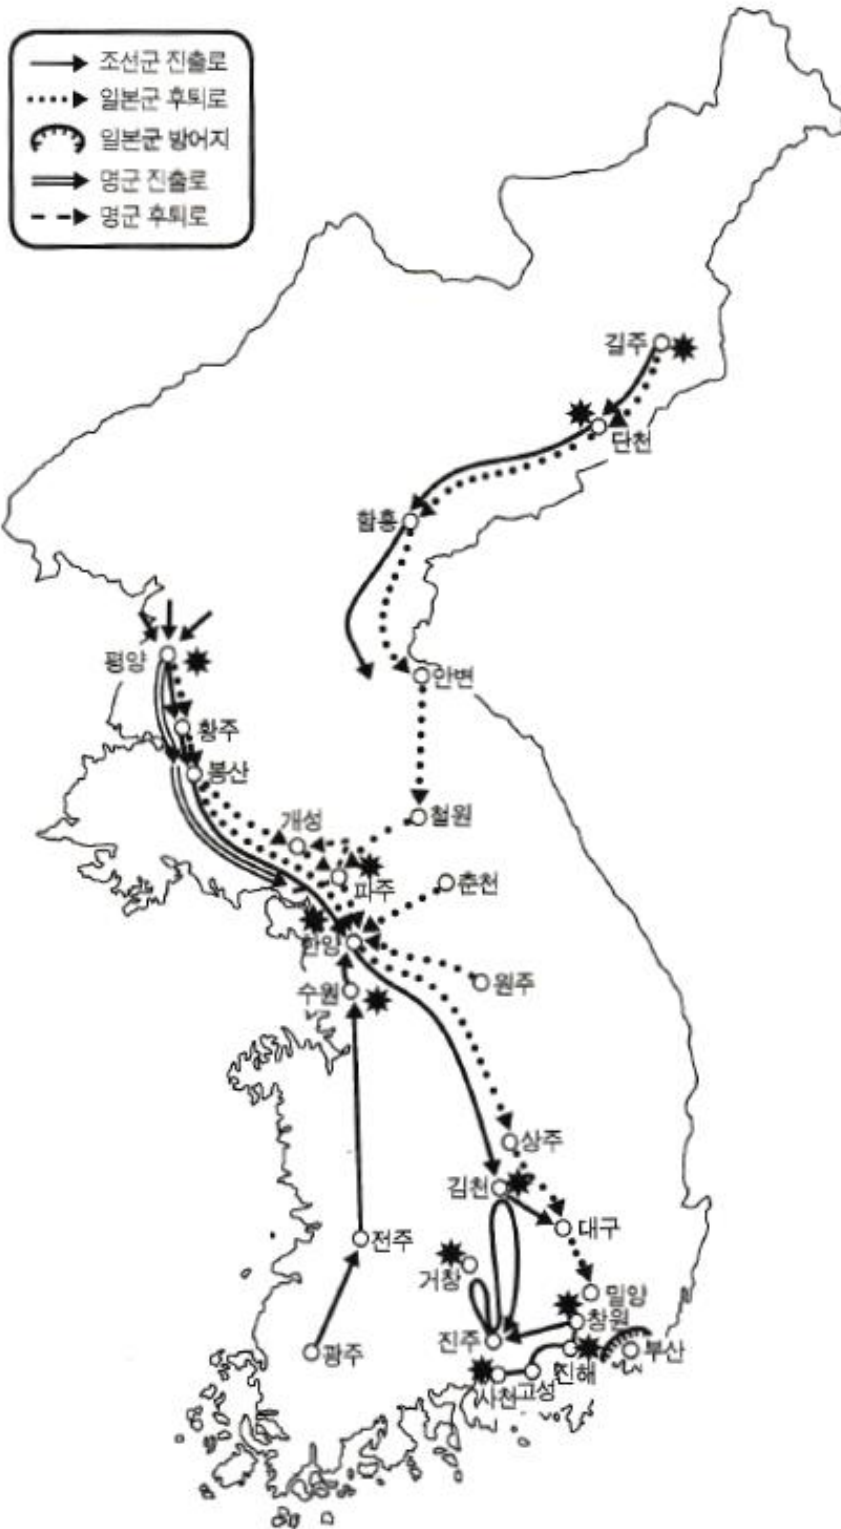 조선군 진출로
일본군 후퇴로
일본군 방어지
명군 진출로
명군 후퇴로
길주
단천
함흥
평양
안변
황주
봉산
개성
철원
파주
춘천
한양
수원
원주
상주
김천
전주
대구
거창
밀양
창원
진주
광주
부산
진해
사천
고성